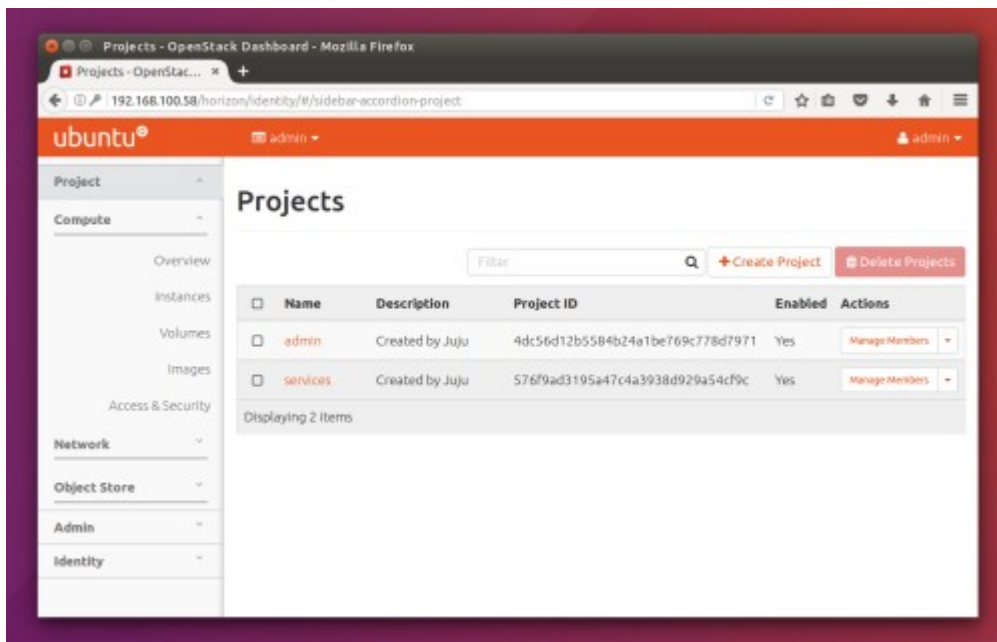 Projects - OpenStack Dashboard - Mozilla Firefox
Projects - OpenStac... × +
192.168.100.58/horizon/identity/#/sidebar-accordion-project
ubuntu® admin admin
Project
Compute
Overview
Instances
Volumes
Images
Access & Security
Network
Object Store
Admin
Identity
Projects
Filter +Create Project Delete Projects
Name Description Project ID Enabled Actions
admin Created by Juju 4dc56d12b5584b24a1be769c778d7971 Yes Manage Members
services Created by Juju 576f9ad3195a47c4a3938d929a54cf9c Yes Manage Members
Displaying 2 items